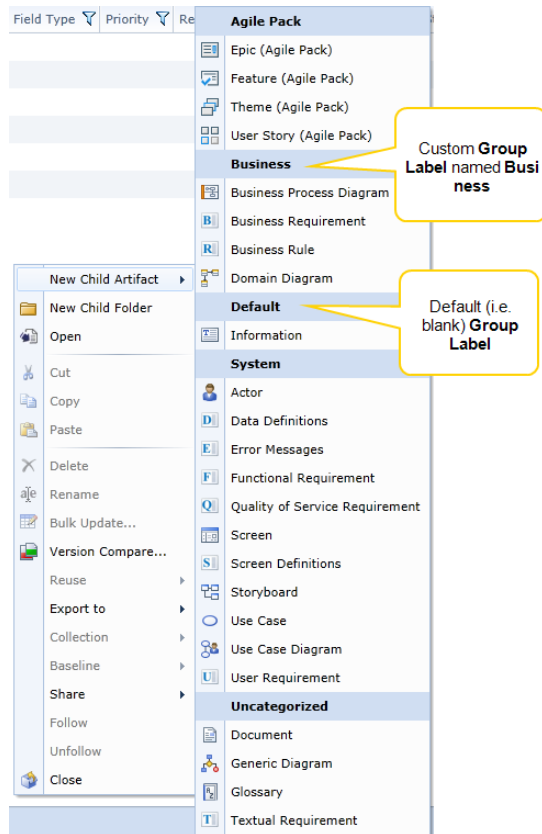 Field Type Priority Re
Agile Pack
Epic (Agile Pack)
Feature (Agile Pack)
Theme (Agile Pack)
User Story (Agile Pack)
Business
Business Process Diagram
Business Requirement
Business Rule
Domain Diagram
Default
Information
System
Actor
Data Definitions
Error Messages
Functional Requirement
Quality of Service Requirement
Screen
Screen Definitions
Storyboard
Use Case
Use Case Diagram
User Requirement
Uncategorized
Document
Generic Diagram
Glossary
Textual Requirement
Custom Group
Label named Busi
ness
Default (i.e.
blank) Group
Label
New Child Artifact
New Child Folder
Open
Cut
Copy
Paste
Delete
Rename
Bulk Update...
Version Compare...
Reuse
Export to
Collection
Baseline
Share
Follow
Unfollow
Close